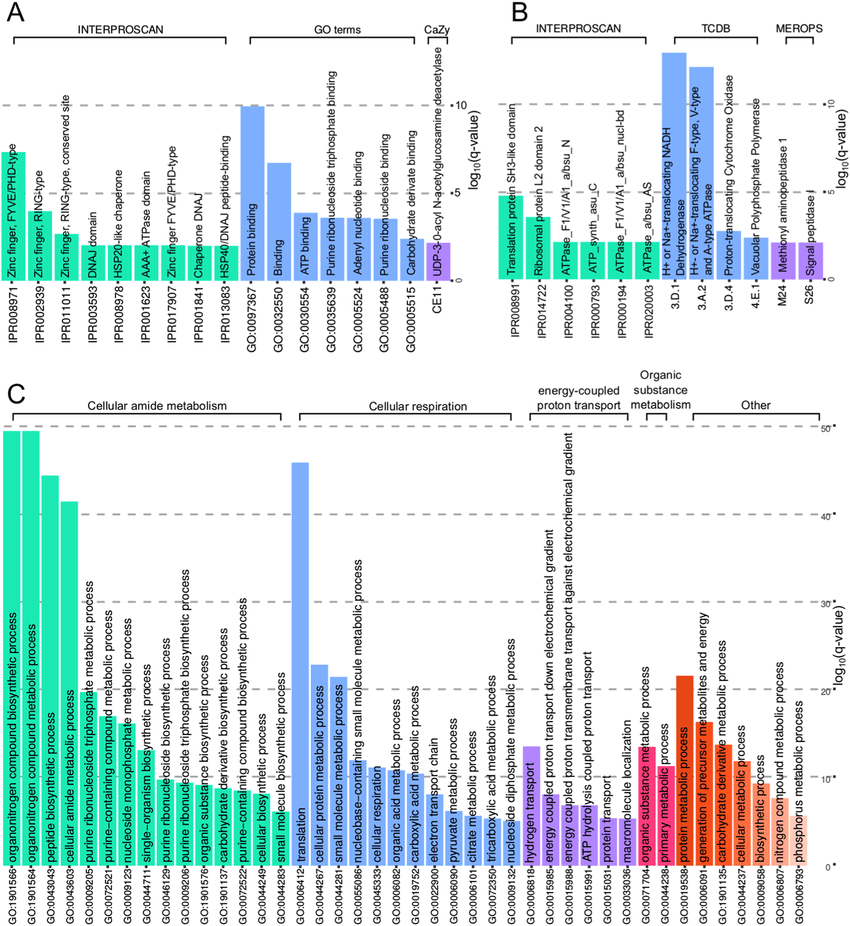 A
INTERPROSCAN
GO terms
CaZy
Zinc finger, FYVE/PHD-type
Zinc finger, RING-type
Zinc finger, RING-type, conserved site
DNAJ domain
HSP20-like chaperone
AAA+ ATPase domain
Zinc finger FYVE/PHD-type
Chaperone DNAJ
HSP40/DNAJ peptide-binding
Protein binding
Binding
ATP binding
Purine ribonucleoside triphosphate binding
Adenyl nucleotide binding
Purine ribonucleoside binding
Carbohydrate derivate binding
UDP-3-0-acyl N-acetylglucosamine deacetylase
IPR008971
IPR002939
IPR011011
IPR003593
IPR008978
IPR001623
IPR017907
IPR001841
IPR013083
GO:0097367
GO:0032550
GO:0030554
GO:0035639
GO:0005524
GO:0005488
GO:0005515
CE11
10
5
0
log10(q-value)
B
INTERPROSCAN
TCDB
MEROPS
Translation protein SH3-like domain
Ribosomal protein L2 domain 2
ATPase_F1/V1/A1_a/bsu_N
ATP_synth_asu_C
ATPase_F1/V1/A1_a/bsu_nucl-bd
ATPase_a/bsu_AS
H+ or Na+-translocating NADH
Dehydrogenase
H+ or Na+-translocating F-type, V-type
and A-type ATPase
Proton-translocating Cytochrome Oxidase
Vacuolar Polyphosphate Polymerase
Methionyl aminopeptidase 1
Signal peptidase I
IPR008991
IPR014722
IPR004100
IPR000793
IPR000194
IPR020003
3.D.1
3.A.2
3.D.4
4.E.1
M24
S26
10
5
0
log10(q-value)
C
Cellular amide metabolism
Cellular respiration
energy-coupled
proton transport
Organic
substance
metabolism
Other
organonitrogen compound biosynthetic process
organonitrogen compound metabolic process
peptide biosynthetic process
cellular amide metabolic process
purine ribonucleoside triphosphate metabolic process
purine-containing compound metabolic process
nucleoside monophosphate metabolic process
single-organism biosynthetic process
purine ribonucleoside biosynthetic process
purine ribonucleoside triphosphate biosynthetic process
organic substance biosynthetic process
carbohydrate derivative biosynthetic process
purine-containing compound biosynthetic process
cellular biosynthetic process
small molecule biosynthetic process
translation
cellular protein metabolic process
small molecule metabolic process
nucleobase-containing small molecule metabolic process
cellular respiration
organic acid metabolic process
carboxylic acid metabolic process
electron transport chain
pyruvate metabolic process
citrate metabolic process
tricarboxylic acid metabolic process
nucleoside diphosphate metabolic process
hydrogen transport
energy coupled proton transport down electrochemical gradient
energy coupled proton transmembrane transport against electrochemical gradient
ATP hydrolysis coupled proton transport
protein transport
macromolecule localization
organic substance metabolic process
primary metabolic process
protein metabolic process
generation of precursor metabolites and energy
carbohydrate derivative metabolic process
cellular metabolic process
biosynthetic process
nitrogen compound metabolic process
phosphorus metabolic process
GO:1901566
GO:1901564
GO:0043043
GO:0043603
GO:0009205
GO:0072521
GO:0009123
GO:0044711
GO:0046129
GO:0009206
GO:1901576
GO:1901137
GO:0072522
GO:0044249
GO:0044283
GO:0006412
GO:0044267
GO:0044281
GO:0055086
GO:0045333
GO:0006082
GO:0019752
GO:0022900
GO:0006090
GO:0006101
GO:0072350
GO:0009132
GO:0006818
GO:0015985
GO:0015988
GO:0015991
GO:0015031
GO:0033036
GO:0071704
GO:0044238
GO:0019538
GO:0006091
GO:1901135
GO:0044237
GO:0009058
GO:0006807
GO:0006793
50
40
30
20
10
0
log10(q-value)